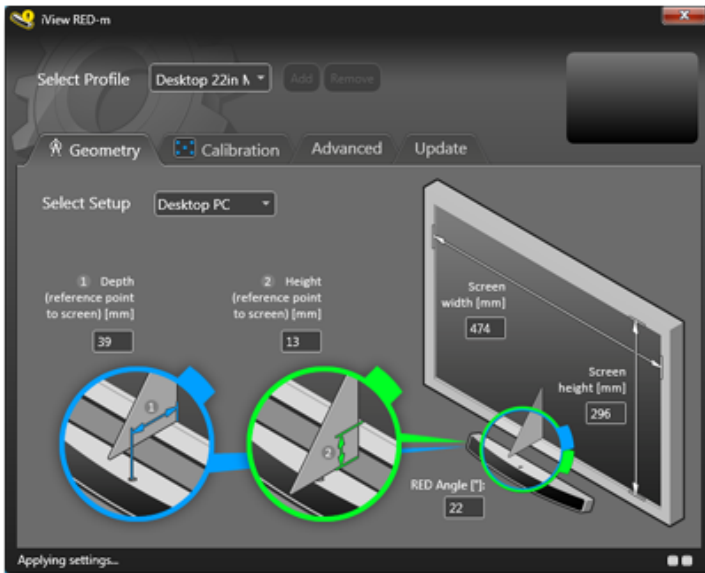 iView RED-m
Select Profile
Desktop 22in M
Add
Remove
Geometry
Calibration
Advanced
Update
Select Setup
Desktop PC
1 Depth
(reference point
to screen) [mm]
39
2 Height
(reference point
to screen) [mm]
13
Screen
width [mm]
474
Screen
height [mm]
296
1
2
RED Angle [°]:
22
Applying settings...